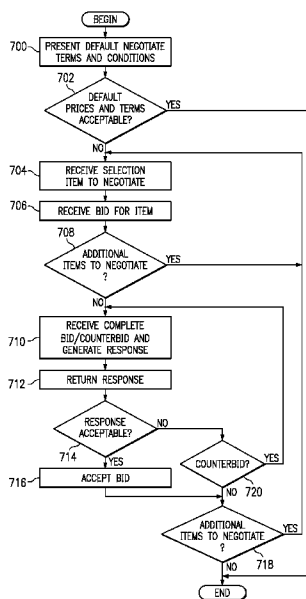 BEGIN
700
PRESENT DEFAULT NEGOTIATE
TERMS AND CONDITIONS
702
DEFAULT
PRICES AND TERMS
ACCEPTABLE?
YES
NO
704
RECEIVE SELECTION
ITEM TO NEGOTIATE
706
RECEIVE BID FOR ITEM
708
ADDITIONAL
ITEMS TO NEGOTIATE
?
YES
NO
710
RECEIVE COMPLETE
BID/COUNTERBID AND
GENERATE RESPONSE
712
RETURN RESPONSE
RESPONSE
ACCEPTABLE?
NO
714
YES
716
ACCEPT BID
COUNTERBID?
YES
720
NO
ADDITIONAL
ITEMS TO NEGOTIATE
?
YES
718
NO
END